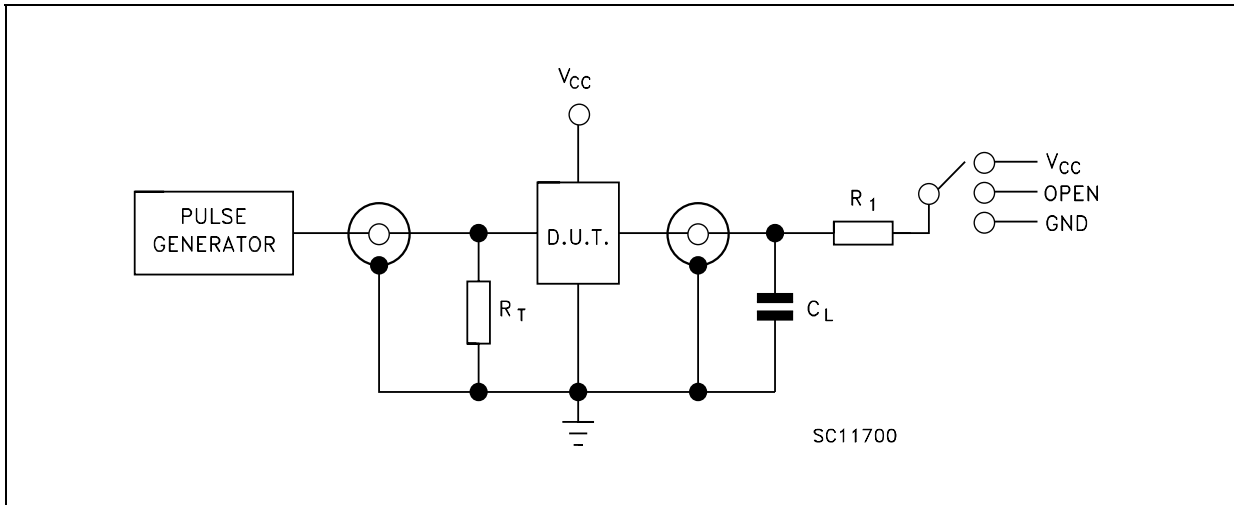 VCC
PULSE
GENERATOR
D.U.T.
RT
CL
R1
VCC
OPEN
GND
SC11700